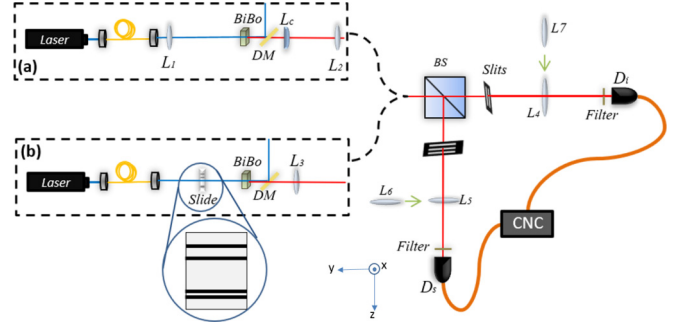 Laser
L1
BiBo
DM
Lc
L2
(a)
(b)
Laser
Slide
BiBo
DM
L3
BS
Slits
L7
L4
Filter
Di
L6
L5
Filter
Ds
CNC
y
x
z